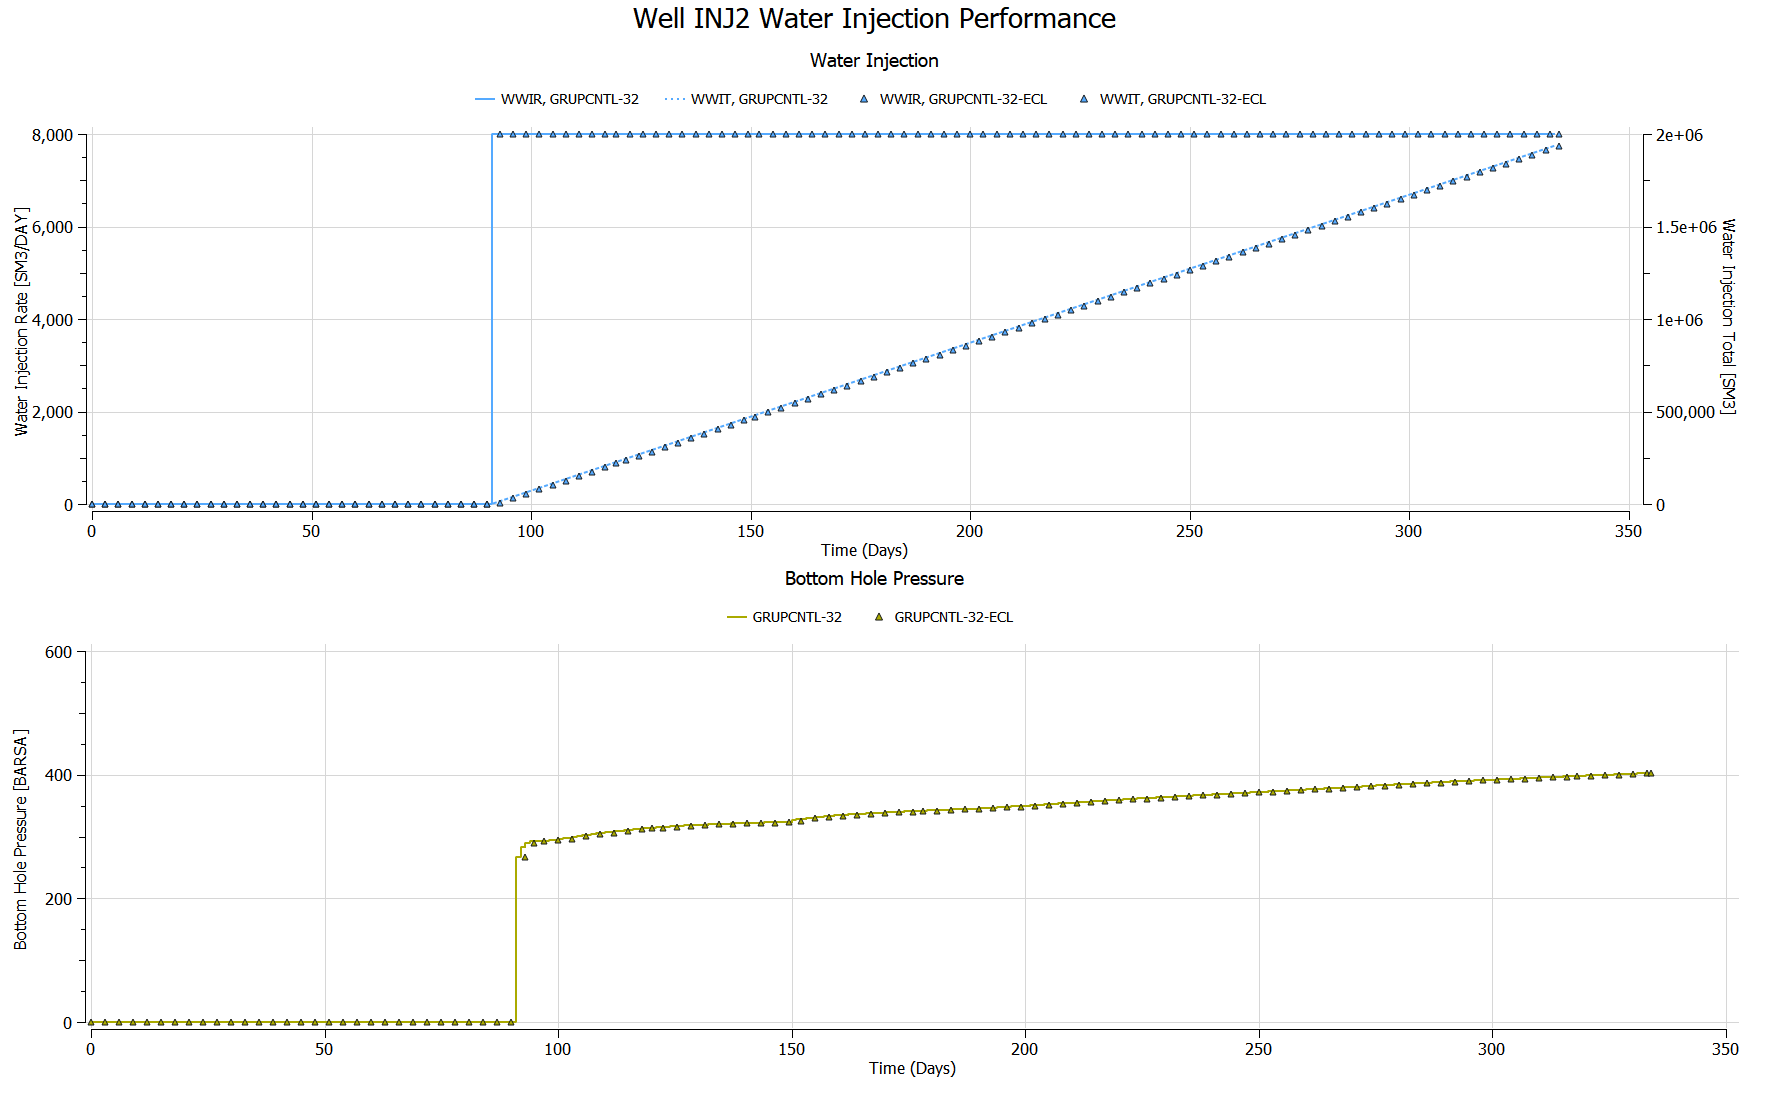 Well INJ2 Water Injection Performance
Water Injection
WWIR, GRUPCNTL-32
WWIT, GRUPCNTL-32
WWIR, GRUPCNTL-32-ECL
WWIT, GRUPCNTL-32-ECL
Water Injection Rate [SM3/DAY]
8,000
6,000
4,000
2,000
0
2e+06
1.5e+06
1e+06
500,000
0
Water Injection Total [SM3]
0 50 100 150 200 250 300 350
Time (Days)
Bottom Hole Pressure
GRUPCNTL-32
GRUPCNTL-32-ECL
Bottom Hole Pressure [BARSA]
600
400
200
0
0 50 100 150 200 250 300 350
Time (Days)